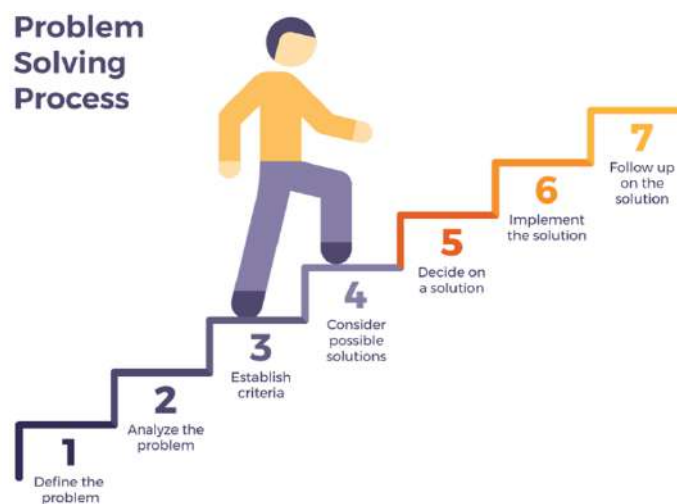 Problem
Solving
Process
1
Define the
problem
2
Analyze the
problem
3
Establish
criteria
4
Consider
possible
solutions
5
Decide on
a solution
6
Implement
the solution
7
Follow up
on the
solution